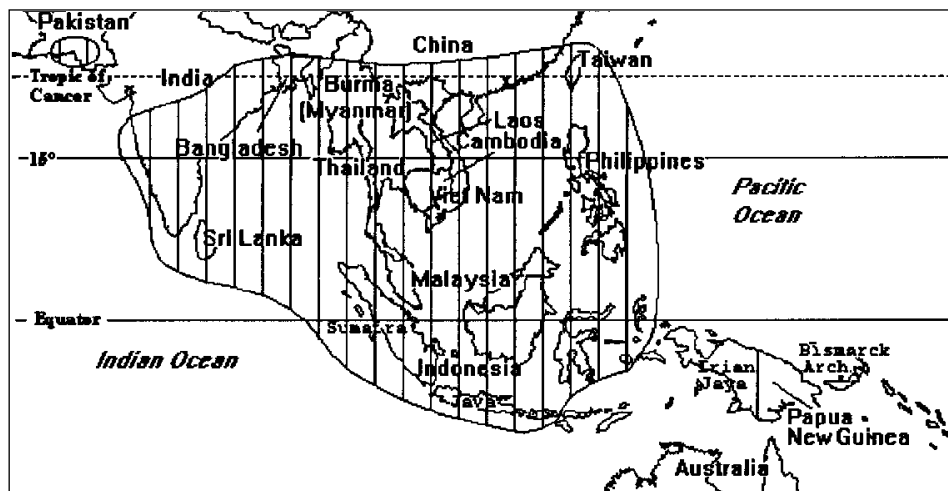 Pakistan
China
Taiwan
Tropic of
Cancer
India
Burma
(Myanmar)
Laos
Cambodia
Bangladesh
15°
Thailand
Philippines
Viet Nam
Pacific
Ocean
Sri Lanka
Malaysia
Equator
Sumatra
Indian Ocean
Indonesia
Java
Irian
Jaya
Bismarck
Arch.
Papua
New Guinea
Australia